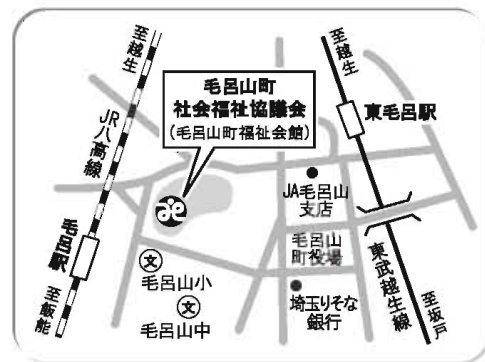 至越生
JR八高線
毛呂駅
至飯能
毛呂山町
社会福祉協議会
(毛呂山町福祉会館)
文
毛呂山小
文
毛呂山中
至越生
東毛呂駅
JA毛呂山
支店
毛呂山
町役場
埼玉りそな
銀行
東武越生線
至坂戸